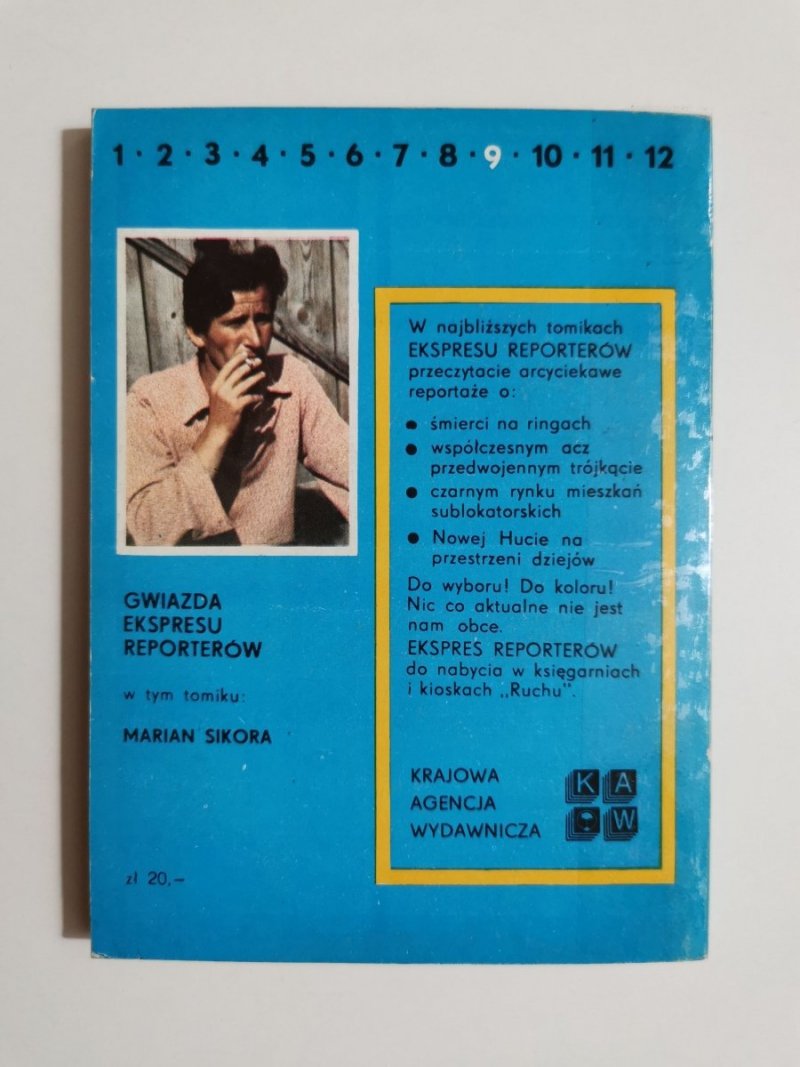 1 · 2 · 3 · 4 · 5 · 6 · 7 · 8 · 9 · 10 · 11 · 12
GWIAZDA
EKSPRESU
REPORTERÓW
w tym tomiku:
MARIAN SIKORA
zł 20,—
W najbliższych tomikach
EKSPRESU REPORTERÓW
przeczytacie arcyciekawe
reportaże o:
● śmierci na ringach
● współczesnym acz
przedwojennym trójkącie
● czarnym rynku mieszkań
sublokatorskich
● Nowej Hucie na
przestrzeni dziejów
Do wyboru! Do koloru!
Nic co aktualne nie jest
nam obce.
EKSPRES REPORTERÓW
do nabycia w księgarniach
i kioskach „Ruchu".
KRAJOWA
AGENCJA
WYDAWNICZA
K A
W